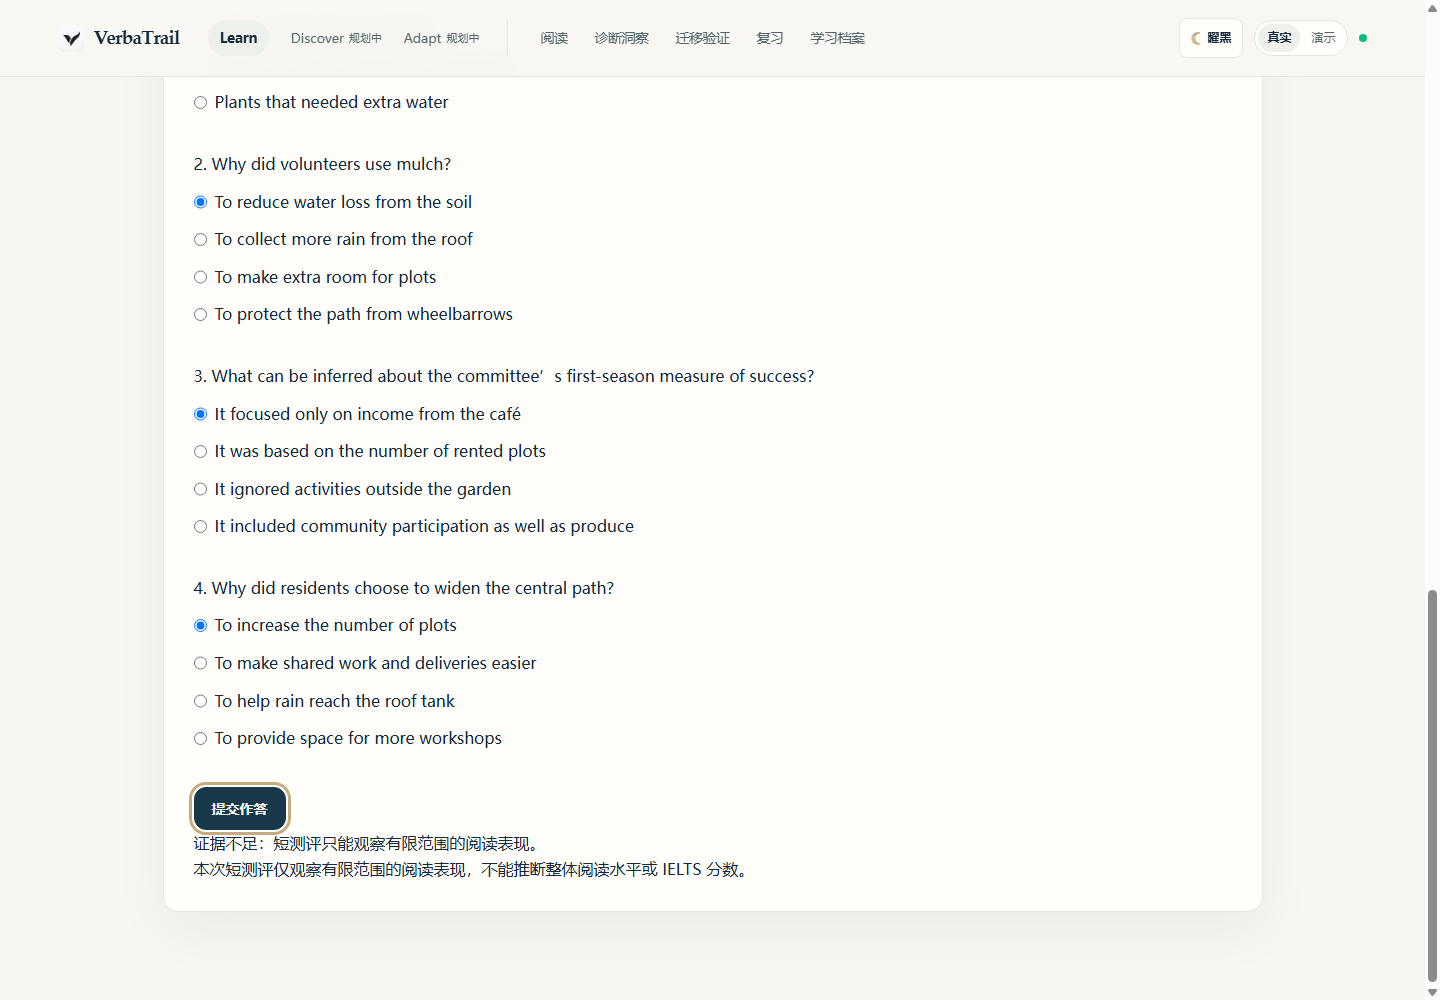 VerbaTrail
Learn
Discover 规划中
Adapt 规划中
阅读
诊断洞察
迁移验证
复习
学习档案
曜黑
真实
演示
Plants that needed extra water
2. Why did volunteers use mulch?
To reduce water loss from the soil
To collect more rain from the roof
To make extra room for plots
To protect the path from wheelbarrows
3. What can be inferred about the committee’s first-season measure of success?
It focused only on income from the café
It was based on the number of rented plots
It ignored activities outside the garden
It included community participation as well as produce
4. Why did residents choose to widen the central path?
To increase the number of plots
To make shared work and deliveries easier
To help rain reach the roof tank
To provide space for more workshops
提交作答
证据不足：短测评只能观察有限范围的阅读表现。
本次短测评仅观察有限范围的阅读表现，不能推断整体阅读水平或 IELTS 分数。